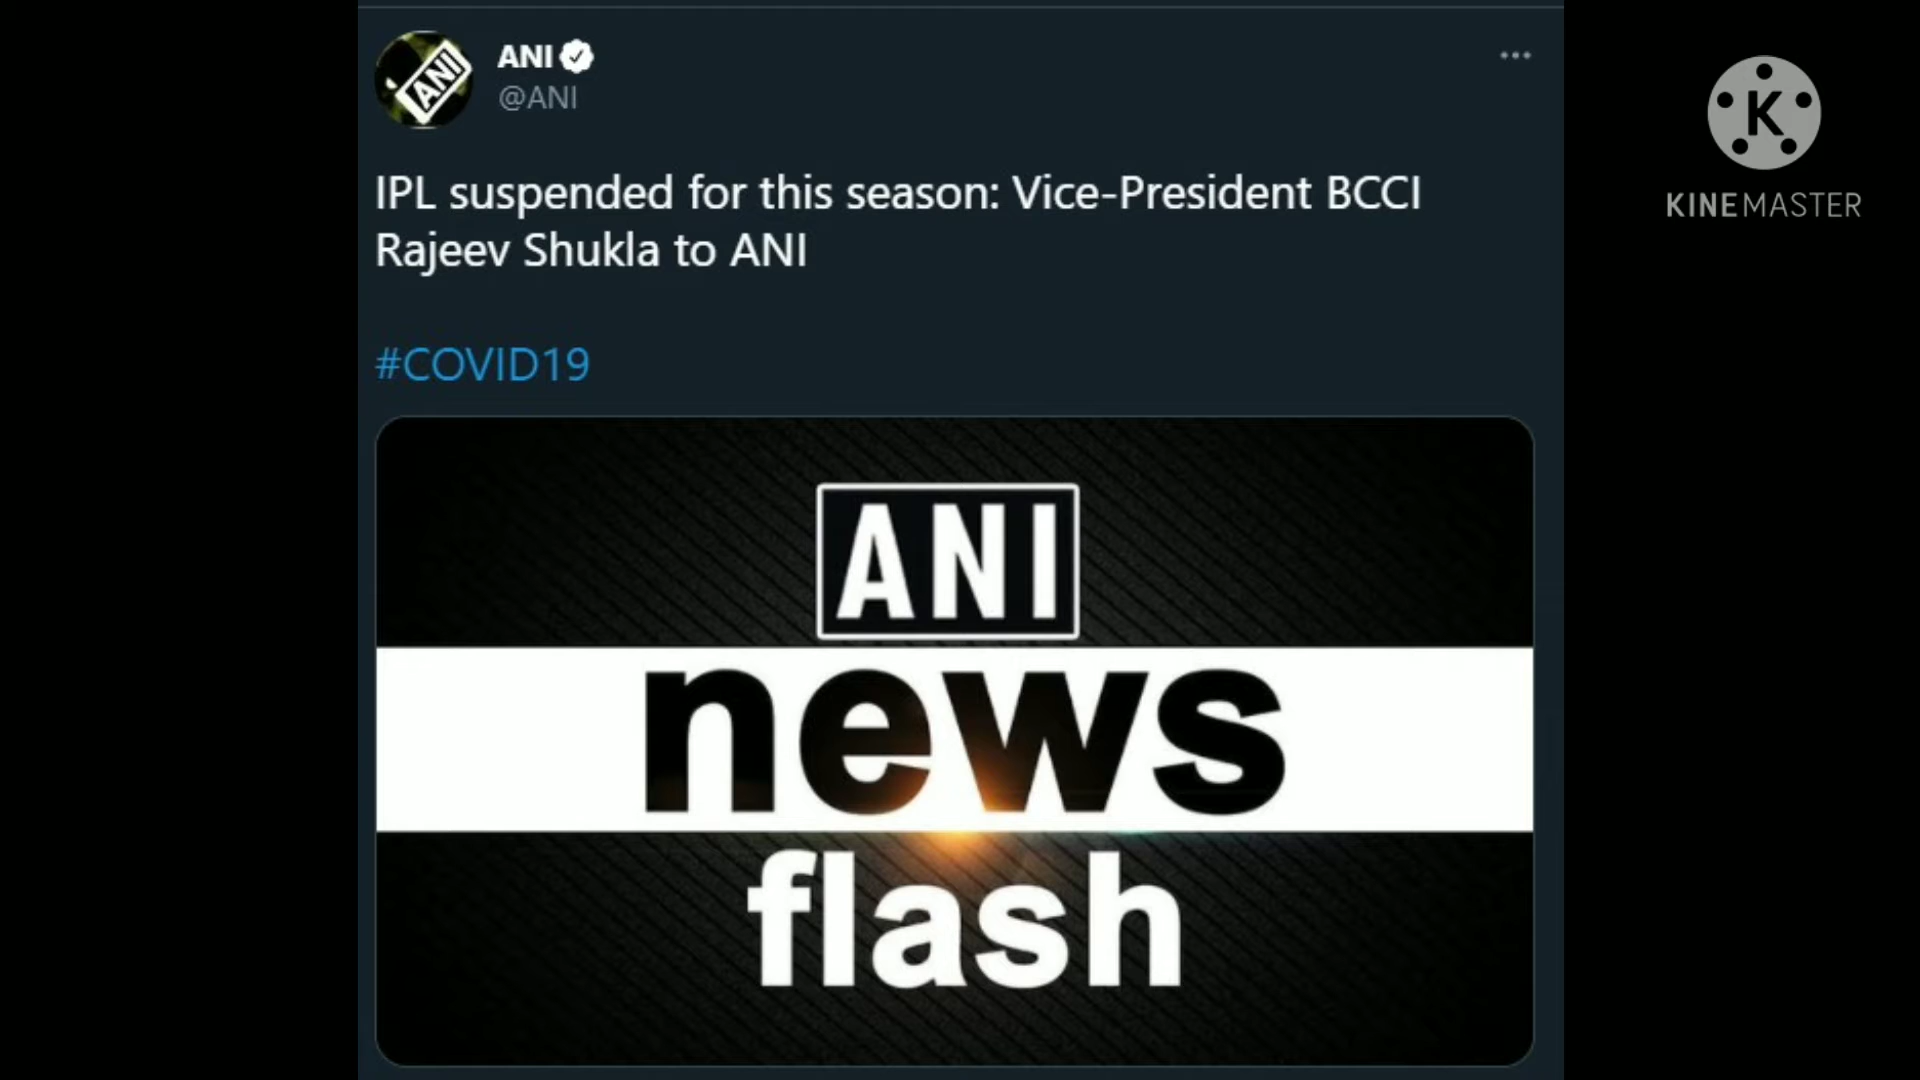 ANI
ANI
@ANI
IPL suspended for this season: Vice-President BCCI
Rajeev Shukla to ANI
#COVID19
ANI
news
flash
K
KINEMASTER